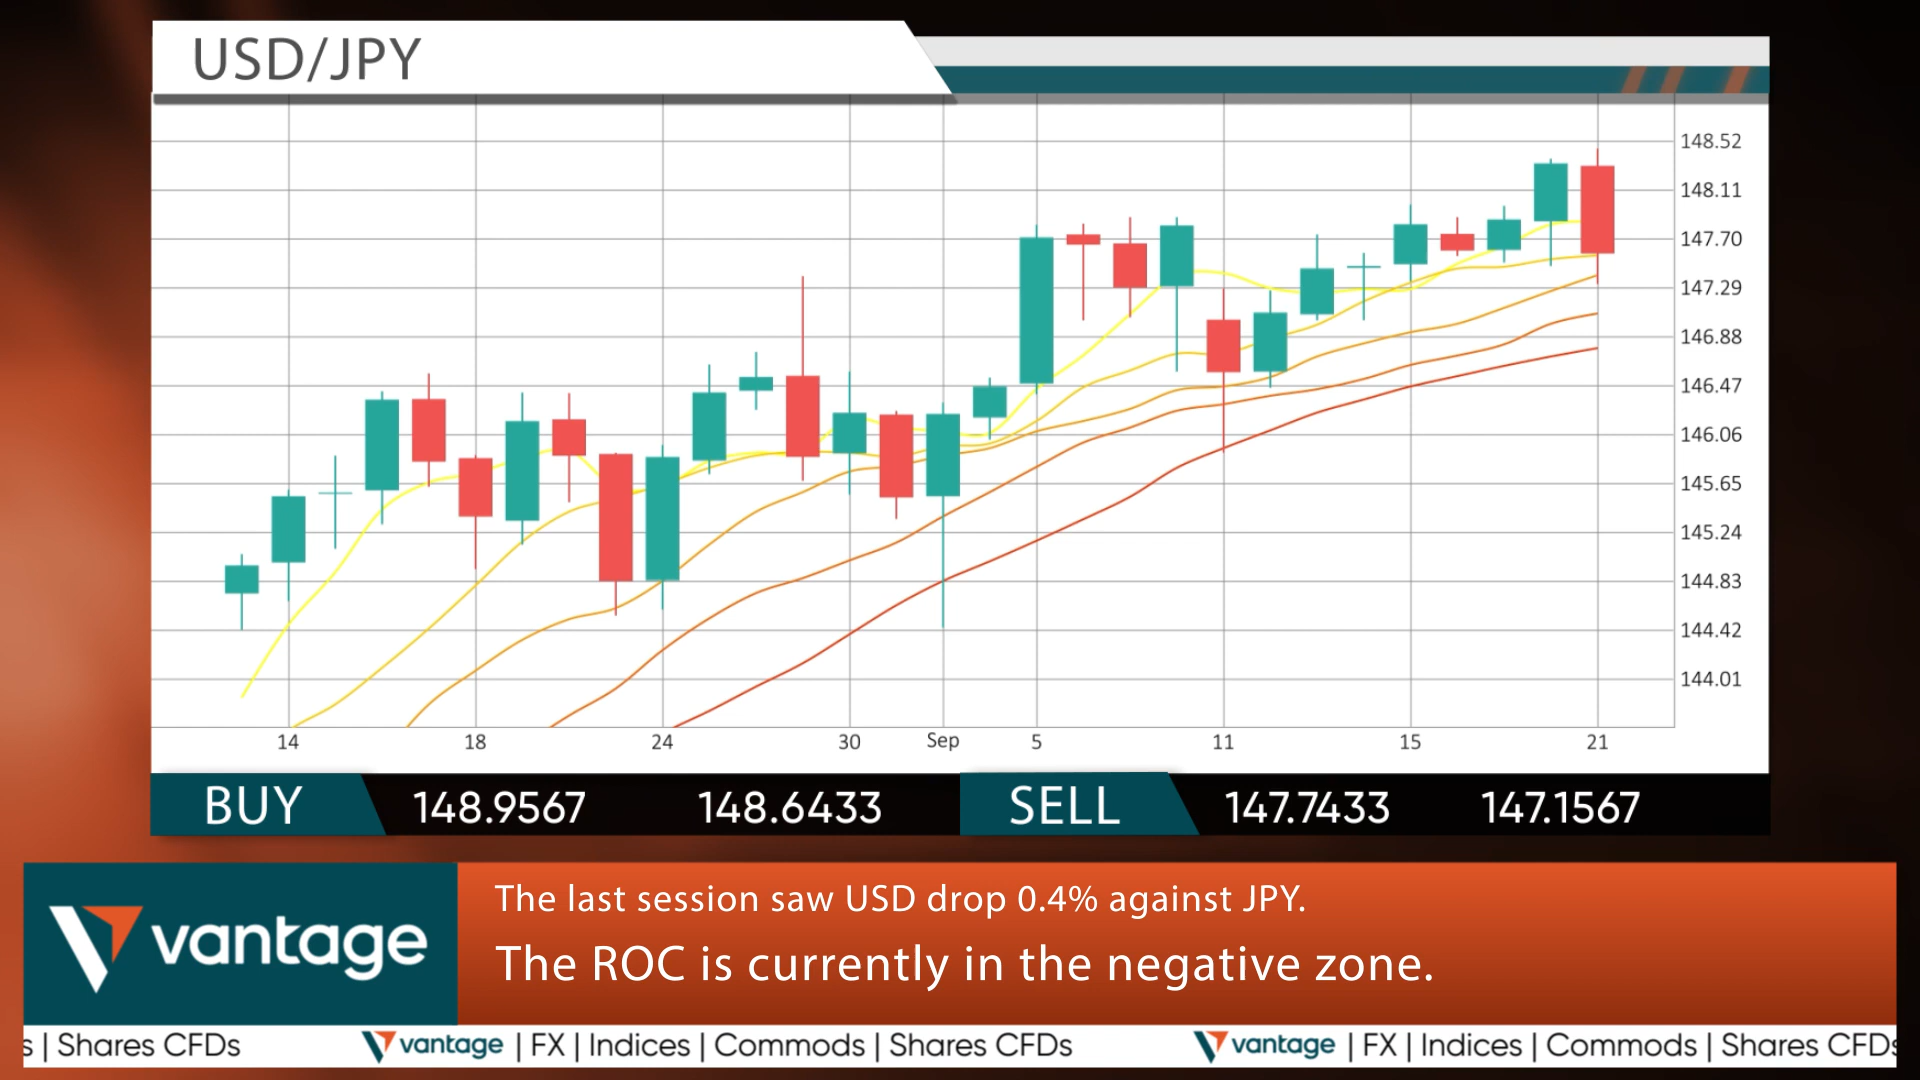 USD/JPY
148.52
148.11
147.70
147.29
146.88
146.47
146.06
145.65
145.24
144.83
144.42
144.01
14 18 24 30 Sep 5 11 15 21
BUY 148.9567 148.6433 SELL 147.7433 147.1567
The last session saw USD drop 0.4% against JPY.
vantage
The ROC is currently in the negative zone.
s | Shares CFDs vantage | FX | Indices | Commods | Shares CFDs vantage | FX | Indices | Commods | Shares CFDs